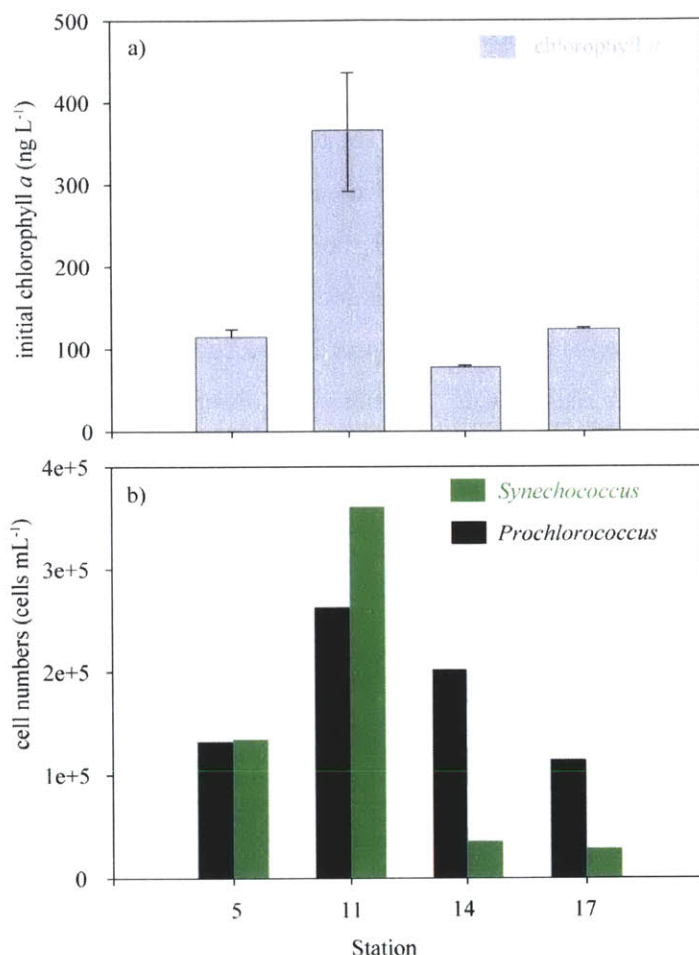 a)
chlorophyll a
500
400
300
200
100
0
initial chlorophyll a (ng L⁻¹)
b)
Synechococcus
Prochlorococcus
4e+5
3e+5
2e+5
1e+5
0
cell numbers (cells mL⁻¹)
5 11 14 17
Station